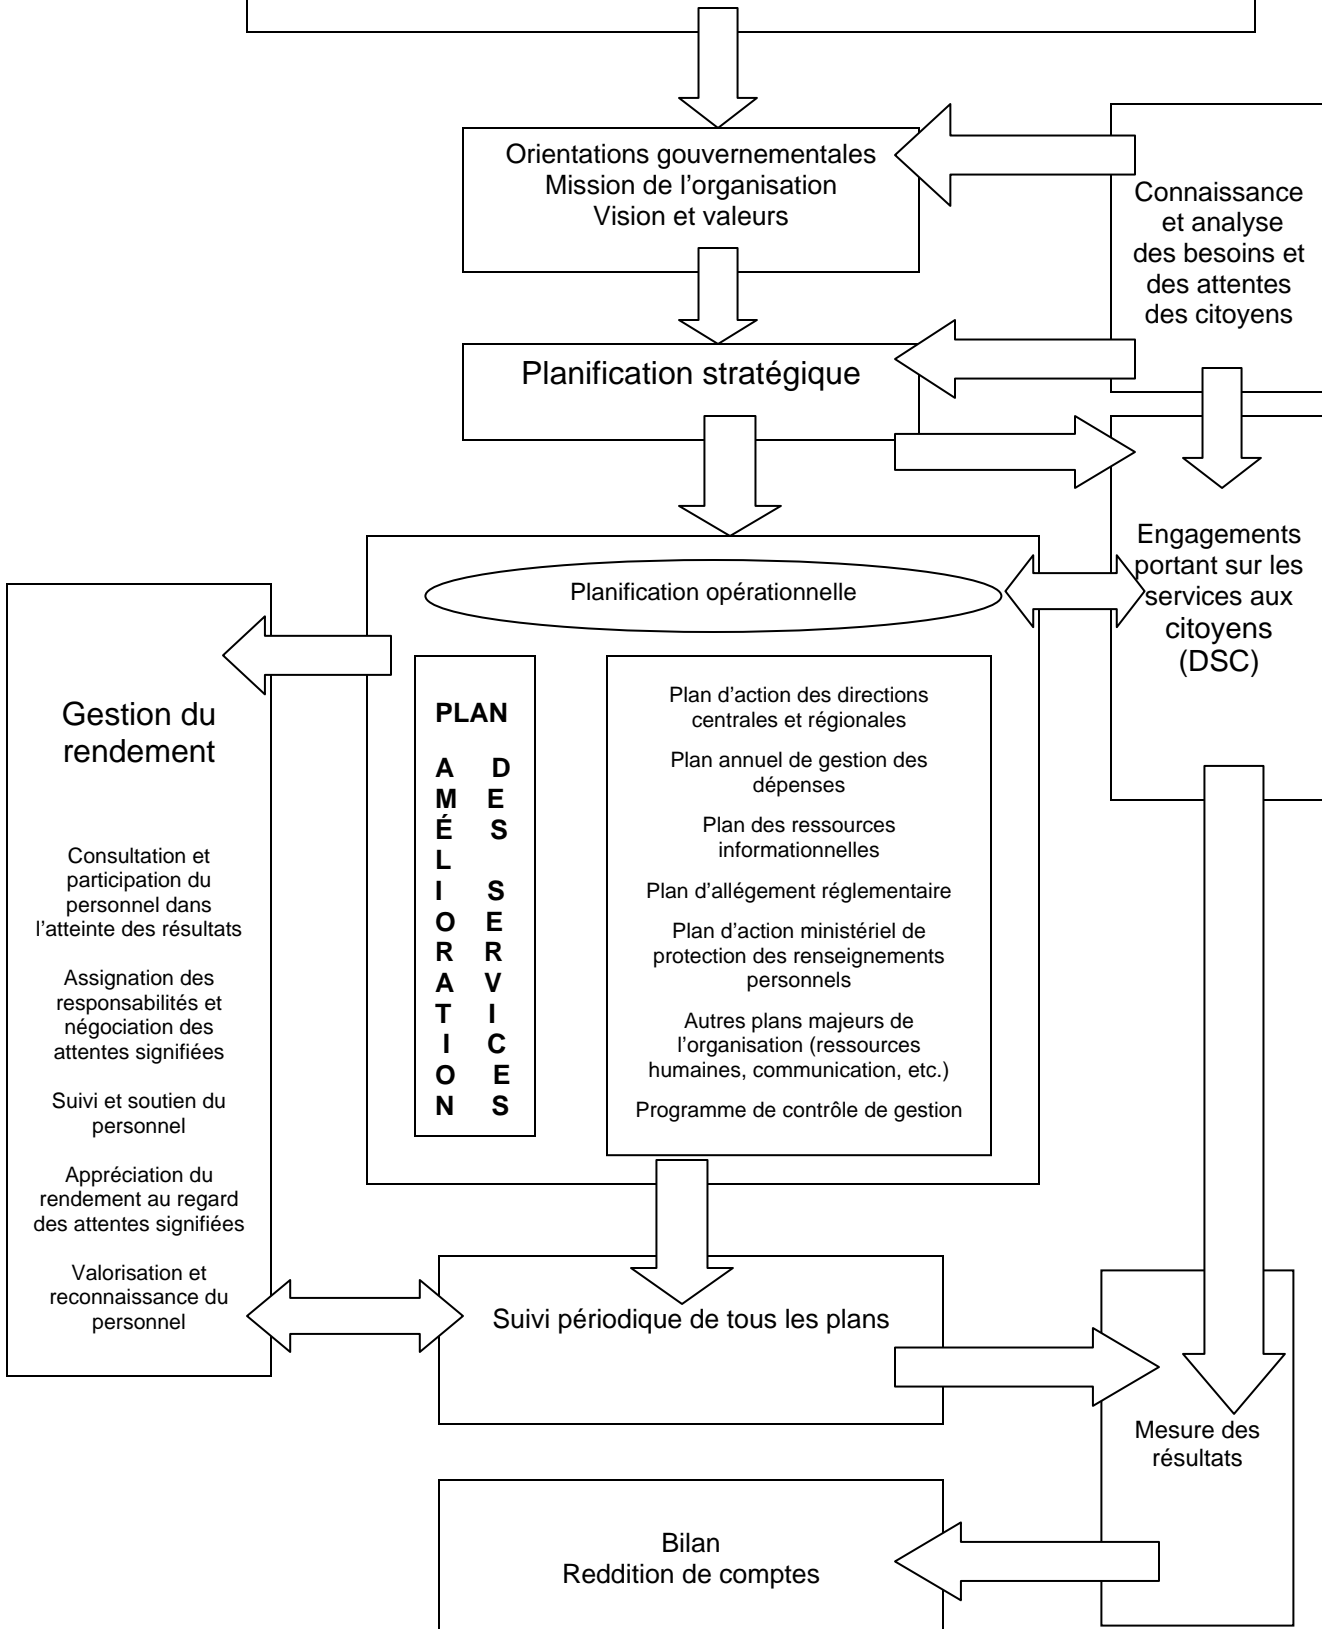 Orientations gouvernementales
Mission de l’organisation
Vision et valeurs
Connaissance
et analyse
des besoins et
des attentes
des citoyens
Planification stratégique
Engagements
portant sur les
services aux
citoyens
(DSC)
Planification opérationnelle
Gestion du
rendement
Consultation et
participation du
personnel dans
l’atteinte des résultats
Assignation des
responsabilités et
négociation des
attentes signifiées
Suivi et soutien du
personnel
Appréciation du
rendement au regard
des attentes signifiées
Valorisation et
reconnaissance du
personnel
PLAN
AMÉLIORATION
DES SERVICES
Plan d’action des directions
centrales et régionales
Plan annuel de gestion des
dépenses
Plan des ressources
informationnelles
Plan d’allégement réglementaire
Plan d’action ministériel de
protection des renseignements
personnels
Autres plans majeurs de
l’organisation (ressources
humaines, communication, etc.)
Programme de contrôle de gestion
Suivi périodique de tous les plans
Mesure des
résultats
Bilan
Reddition de comptes